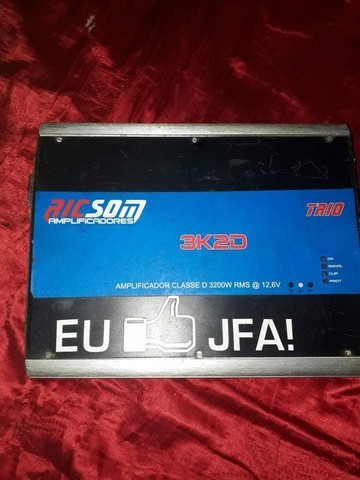 RICSOM
AMPLIFICADORES
TRIO
3K2D
ON
SIGNAL
CLIP
PROT
AMPLIFICADOR CLASSE D 3200W RMS @ 12,6V
EU JFA!